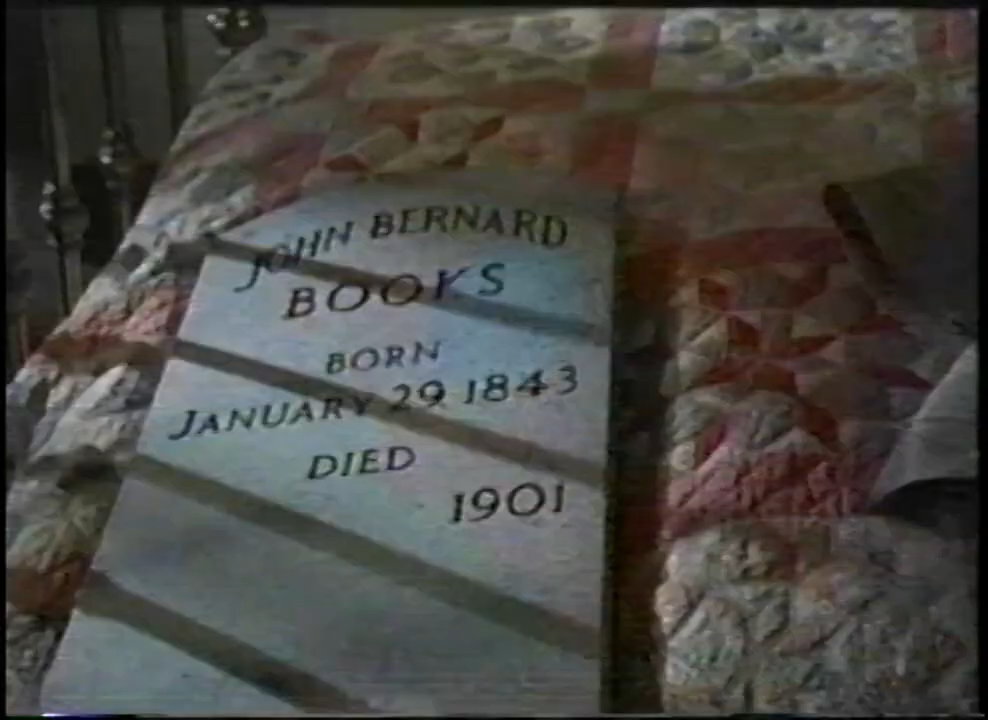 JOHN BERNARD
BOOKS
BORN
JANUARY 29 1843
DIED
1901